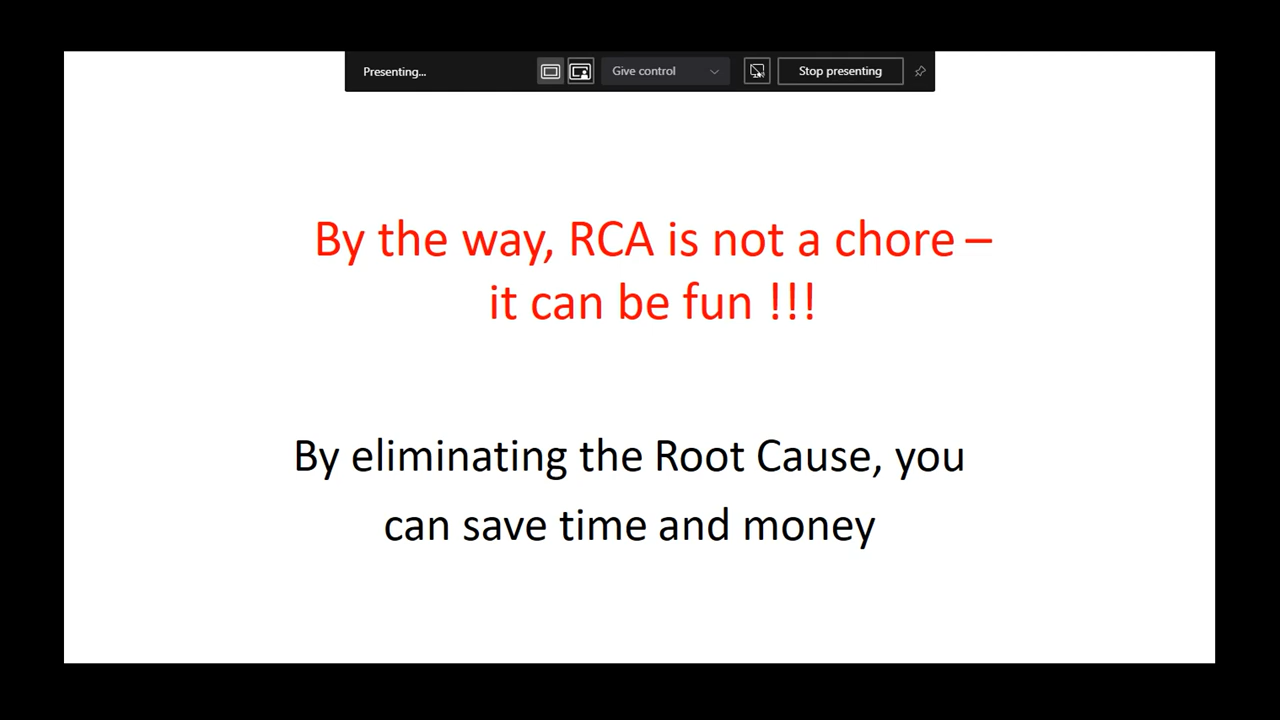 Presenting... Give control Stop presenting
By the way, RCA is not a chore –
it can be fun !!!
By eliminating the Root Cause, you
can save time and money